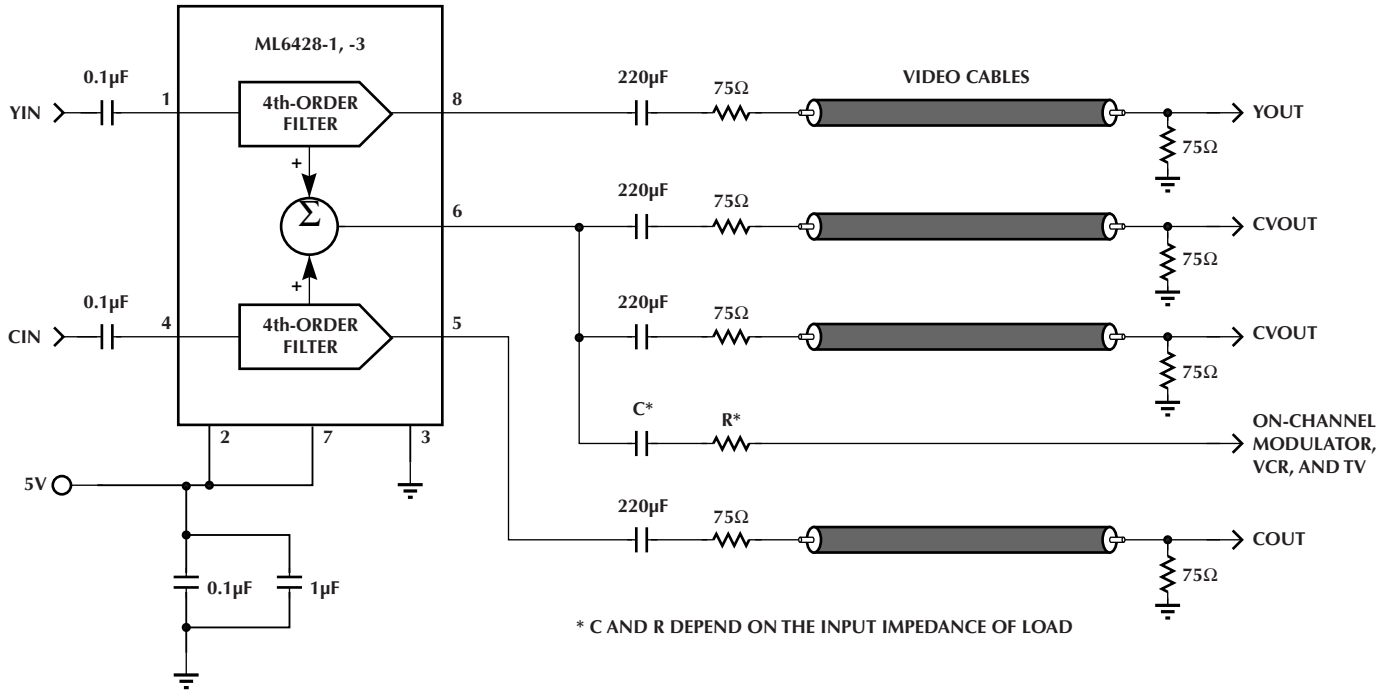 ML6428-1, -3
0.1µF
1
YIN
4th-ORDER
FILTER
8
220µF
75Ω
VIDEO CABLES
YOUT
75Ω
+
Σ
6
220µF
75Ω
CVOUT
75Ω
+
0.1µF
4
CIN
4th-ORDER
FILTER
5
220µF
75Ω
CVOUT
75Ω
2
7
3
C*
R*
ON-CHANNEL
MODULATOR,
VCR, AND TV
5V
220µF
75Ω
COUT
75Ω
0.1µF
1µF
* C AND R DEPEND ON THE INPUT IMPEDANCE OF LOAD